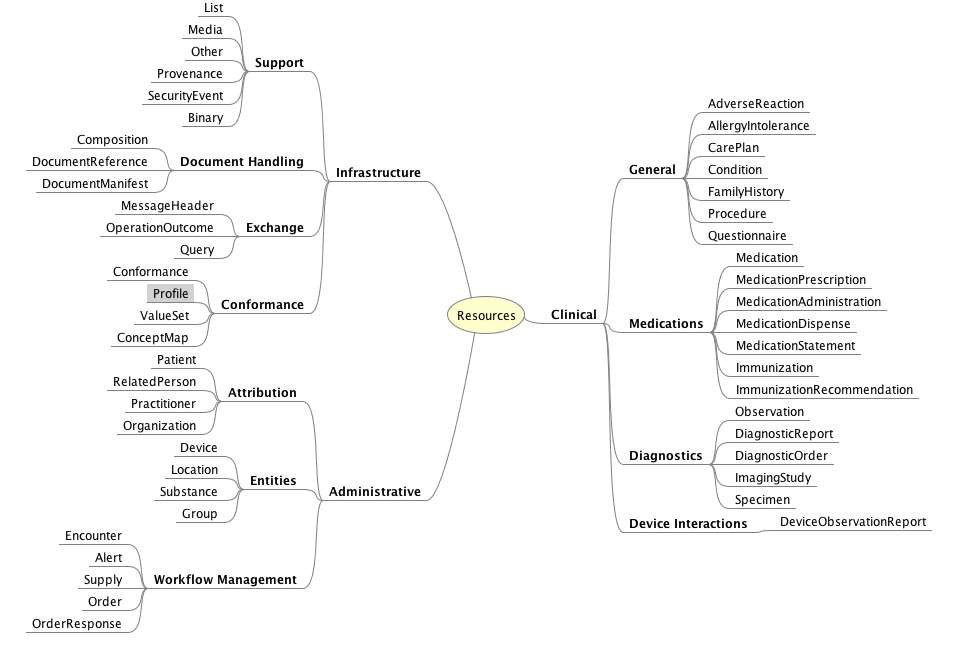 List
Media
Other
Provenance
SecurityEvent
Binary
Support
Composition
DocumentReference
DocumentManifest
Document Handling
MessageHeader
OperationOutcome
Query
Exchange
Conformance
Profile
ValueSet
ConceptMap
Conformance
Infrastructure
Patient
RelatedPerson
Practitioner
Organization
Attribution
Device
Location
Substance
Group
Entities
Encounter
Alert
Supply
Order
OrderResponse
Workflow Management
Administrative
Resources
Clinical
General
AdverseReaction
AllergyIntolerance
CarePlan
Condition
FamilyHistory
Procedure
Questionnaire
Medications
Medication
MedicationPrescription
MedicationAdministration
MedicationDispense
MedicationStatement
Immunization
ImmunizationRecommendation
Diagnostics
Observation
DiagnosticReport
DiagnosticOrder
ImagingStudy
Specimen
Device Interactions
DeviceObservationReport